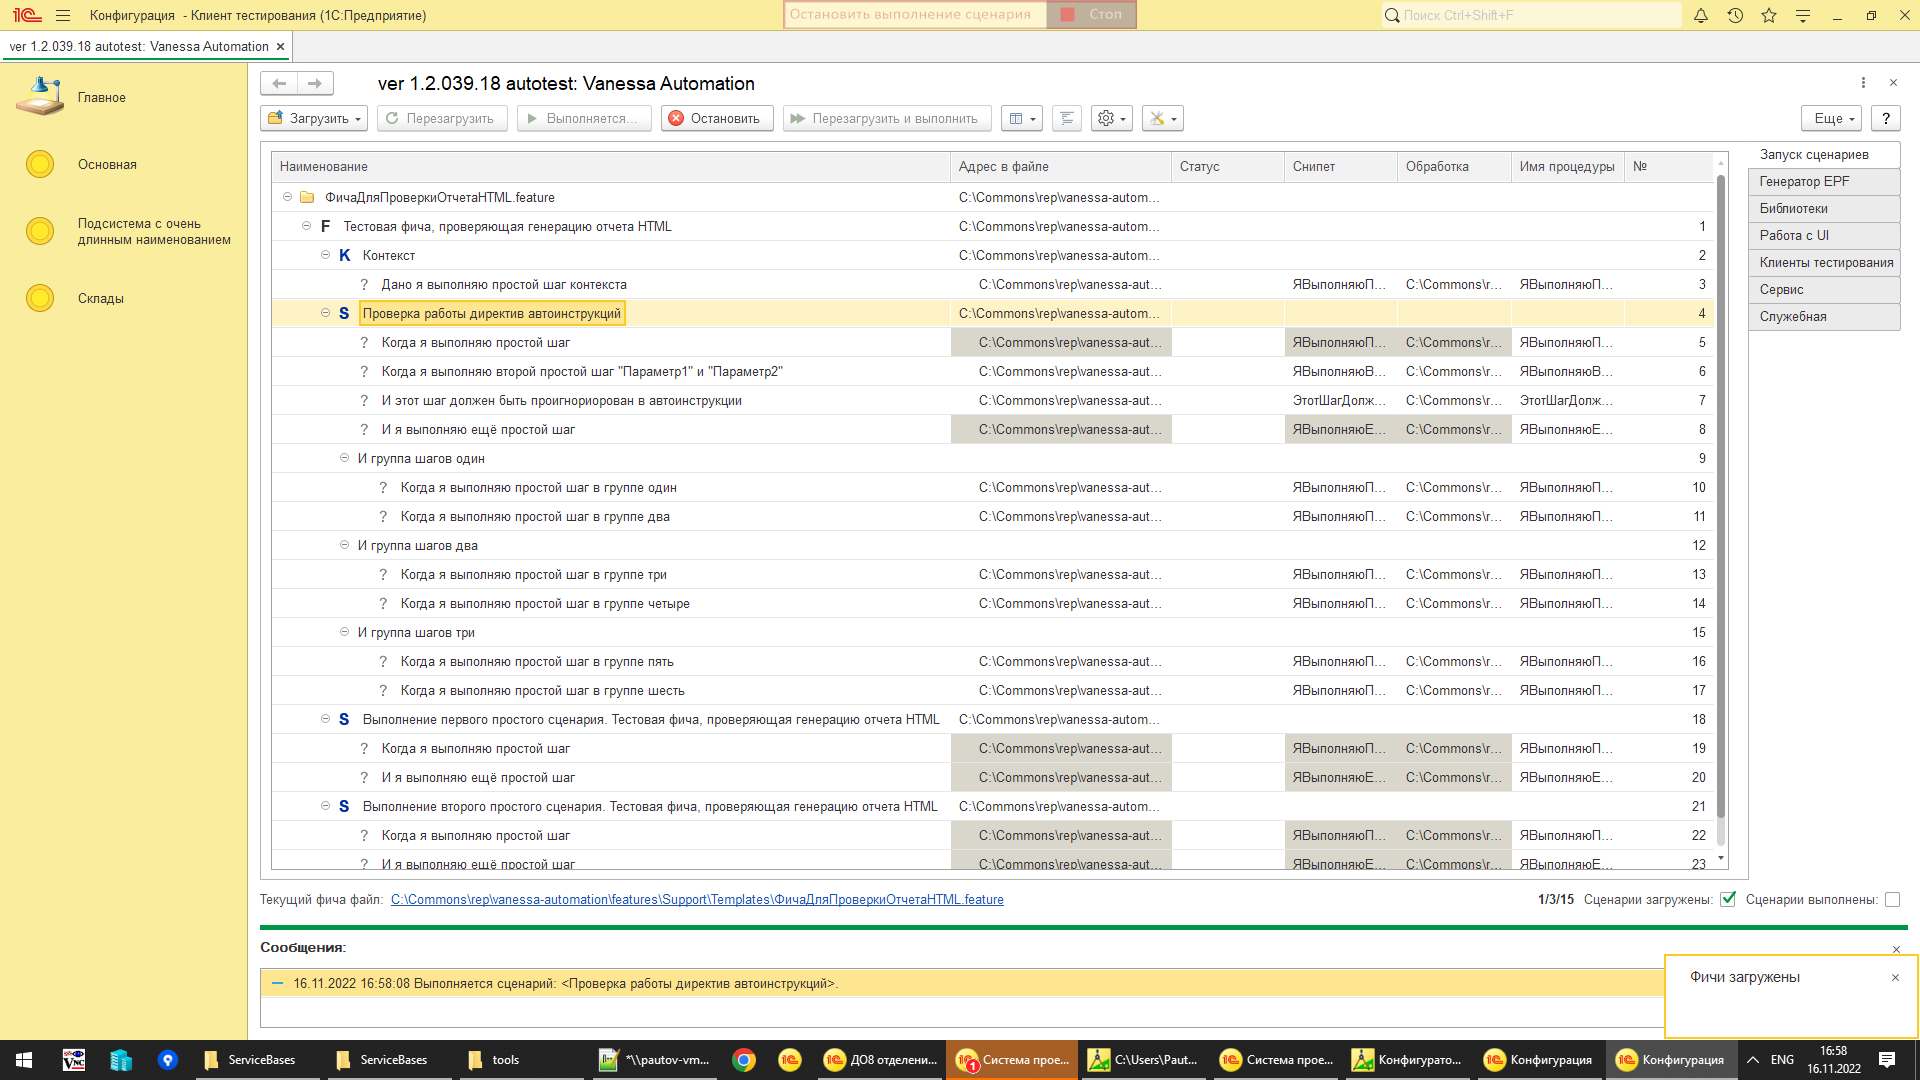 Конфигурация - Клиент тестирования (1С:Предприятие)
Остановить выполнение сценария Стоп
Поиск Ctrl+Shift+F
ver 1.2.039.18 autotest: Vanessa Automation
Главное
Основная
Подсистема с очень
длинным наименованием
Склады
ver 1.2.039.18 autotest: Vanessa Automation
Загрузить Перезагрузить Выполняется... Остановить Перезагрузить и выполнить Еще ?
Наименование Адрес в файле Статус Снипет Обработка Имя процедуры №
ФичаДляПроверкиОтчетаHTML.feature C:\Commons\rep\vanessa-autom...
F Тестовая фича, проверяющая генерацию отчета HTML C:\Commons\rep\vanessa-autom... 1
K Контекст C:\Commons\rep\vanessa-autom... 2
? Дано я выполняю простой шаг контекста C:\Commons\rep\vanessa-aut... ЯВыполняюП... C:\Commons\r... ЯВыполняюП... 3
S Проверка работы директив автоинструкций C:\Commons\rep\vanessa-autom... 4
? Когда я выполняю простой шаг C:\Commons\rep\vanessa-aut... ЯВыполняюП... C:\Commons\r... ЯВыполняюП... 5
? Когда я выполняю второй простой шаг "Параметр1" и "Параметр2" C:\Commons\rep\vanessa-aut... ЯВыполняюВ... C:\Commons\r... ЯВыполняюВ... 6
? И этот шаг должен быть проигнориорован в автоинструкции C:\Commons\rep\vanessa-aut... ЭтотШагДолж... C:\Commons\r... ЭтотШагДолж... 7
? И я выполняю ещё простой шаг C:\Commons\rep\vanessa-aut... ЯВыполняюЕ... C:\Commons\r... ЯВыполняюЕ... 8
И группа шагов один 9
? Когда я выполняю простой шаг в группе один C:\Commons\rep\vanessa-aut... ЯВыполняюП... C:\Commons\r... ЯВыполняюП... 10
? Когда я выполняю простой шаг в группе два C:\Commons\rep\vanessa-aut... ЯВыполняюП... C:\Commons\r... ЯВыполняюП... 11
И группа шагов два 12
? Когда я выполняю простой шаг в группе три C:\Commons\rep\vanessa-aut... ЯВыполняюП... C:\Commons\r... ЯВыполняюП... 13
? Когда я выполняю простой шаг в группе четыре C:\Commons\rep\vanessa-aut... ЯВыполняюП... C:\Commons\r... ЯВыполняюП... 14
И группа шагов три 15
? Когда я выполняю простой шаг в группе пять C:\Commons\rep\vanessa-aut... ЯВыполняюП... C:\Commons\r... ЯВыполняюП... 16
? Когда я выполняю простой шаг в группе шесть C:\Commons\rep\vanessa-aut... ЯВыполняюП... C:\Commons\r... ЯВыполняюП... 17
S Выполнение первого простого сценария. Тестовая фича, проверяющая генерацию отчета HTML C:\Commons\rep\vanessa-autom... 18
? Когда я выполняю простой шаг C:\Commons\rep\vanessa-aut... ЯВыполняюП... C:\Commons\r... ЯВыполняюП... 19
? И я выполняю ещё простой шаг C:\Commons\rep\vanessa-aut... ЯВыполняюЕ... C:\Commons\r... ЯВыполняюЕ... 20
S Выполнение второго простого сценария. Тестовая фича, проверяющая генерацию отчета HTML C:\Commons\rep\vanessa-autom... 21
? Когда я выполняю простой шаг C:\Commons\rep\vanessa-aut... ЯВыполняюП... C:\Commons\r... ЯВыполняюП... 22
? И я выполняю ещё простой шаг C:\Commons\rep\vanessa-aut... ЯВыполняюЕ... C:\Commons\r... ЯВыполняюЕ... 23
Запуск сценариев
Генератор EPF
Библиотеки
Работа с UI
Клиенты тестирования
Сервис
Служебная
Текущий фича файл: C:\Commons\rep\vanessa-automation\features\Support\Templates\ФичаДляПроверкиОтчетаHTML.feature 1/3/15 Сценарии загружены: Сценарии выполнены:
Сообщения:
16.11.2022 16:58:08 Выполняется сценарий: <Проверка работы директив автоинструкций>.
Фичи загружены
ServiceBases ServiceBases tools *\\pautov-vm... ДО8 отделени... 1 Система прое... C:\Users\Paut... Система прое... Конфигурато... Конфигурация Конфигурация ENG 16:58
16.11.2022